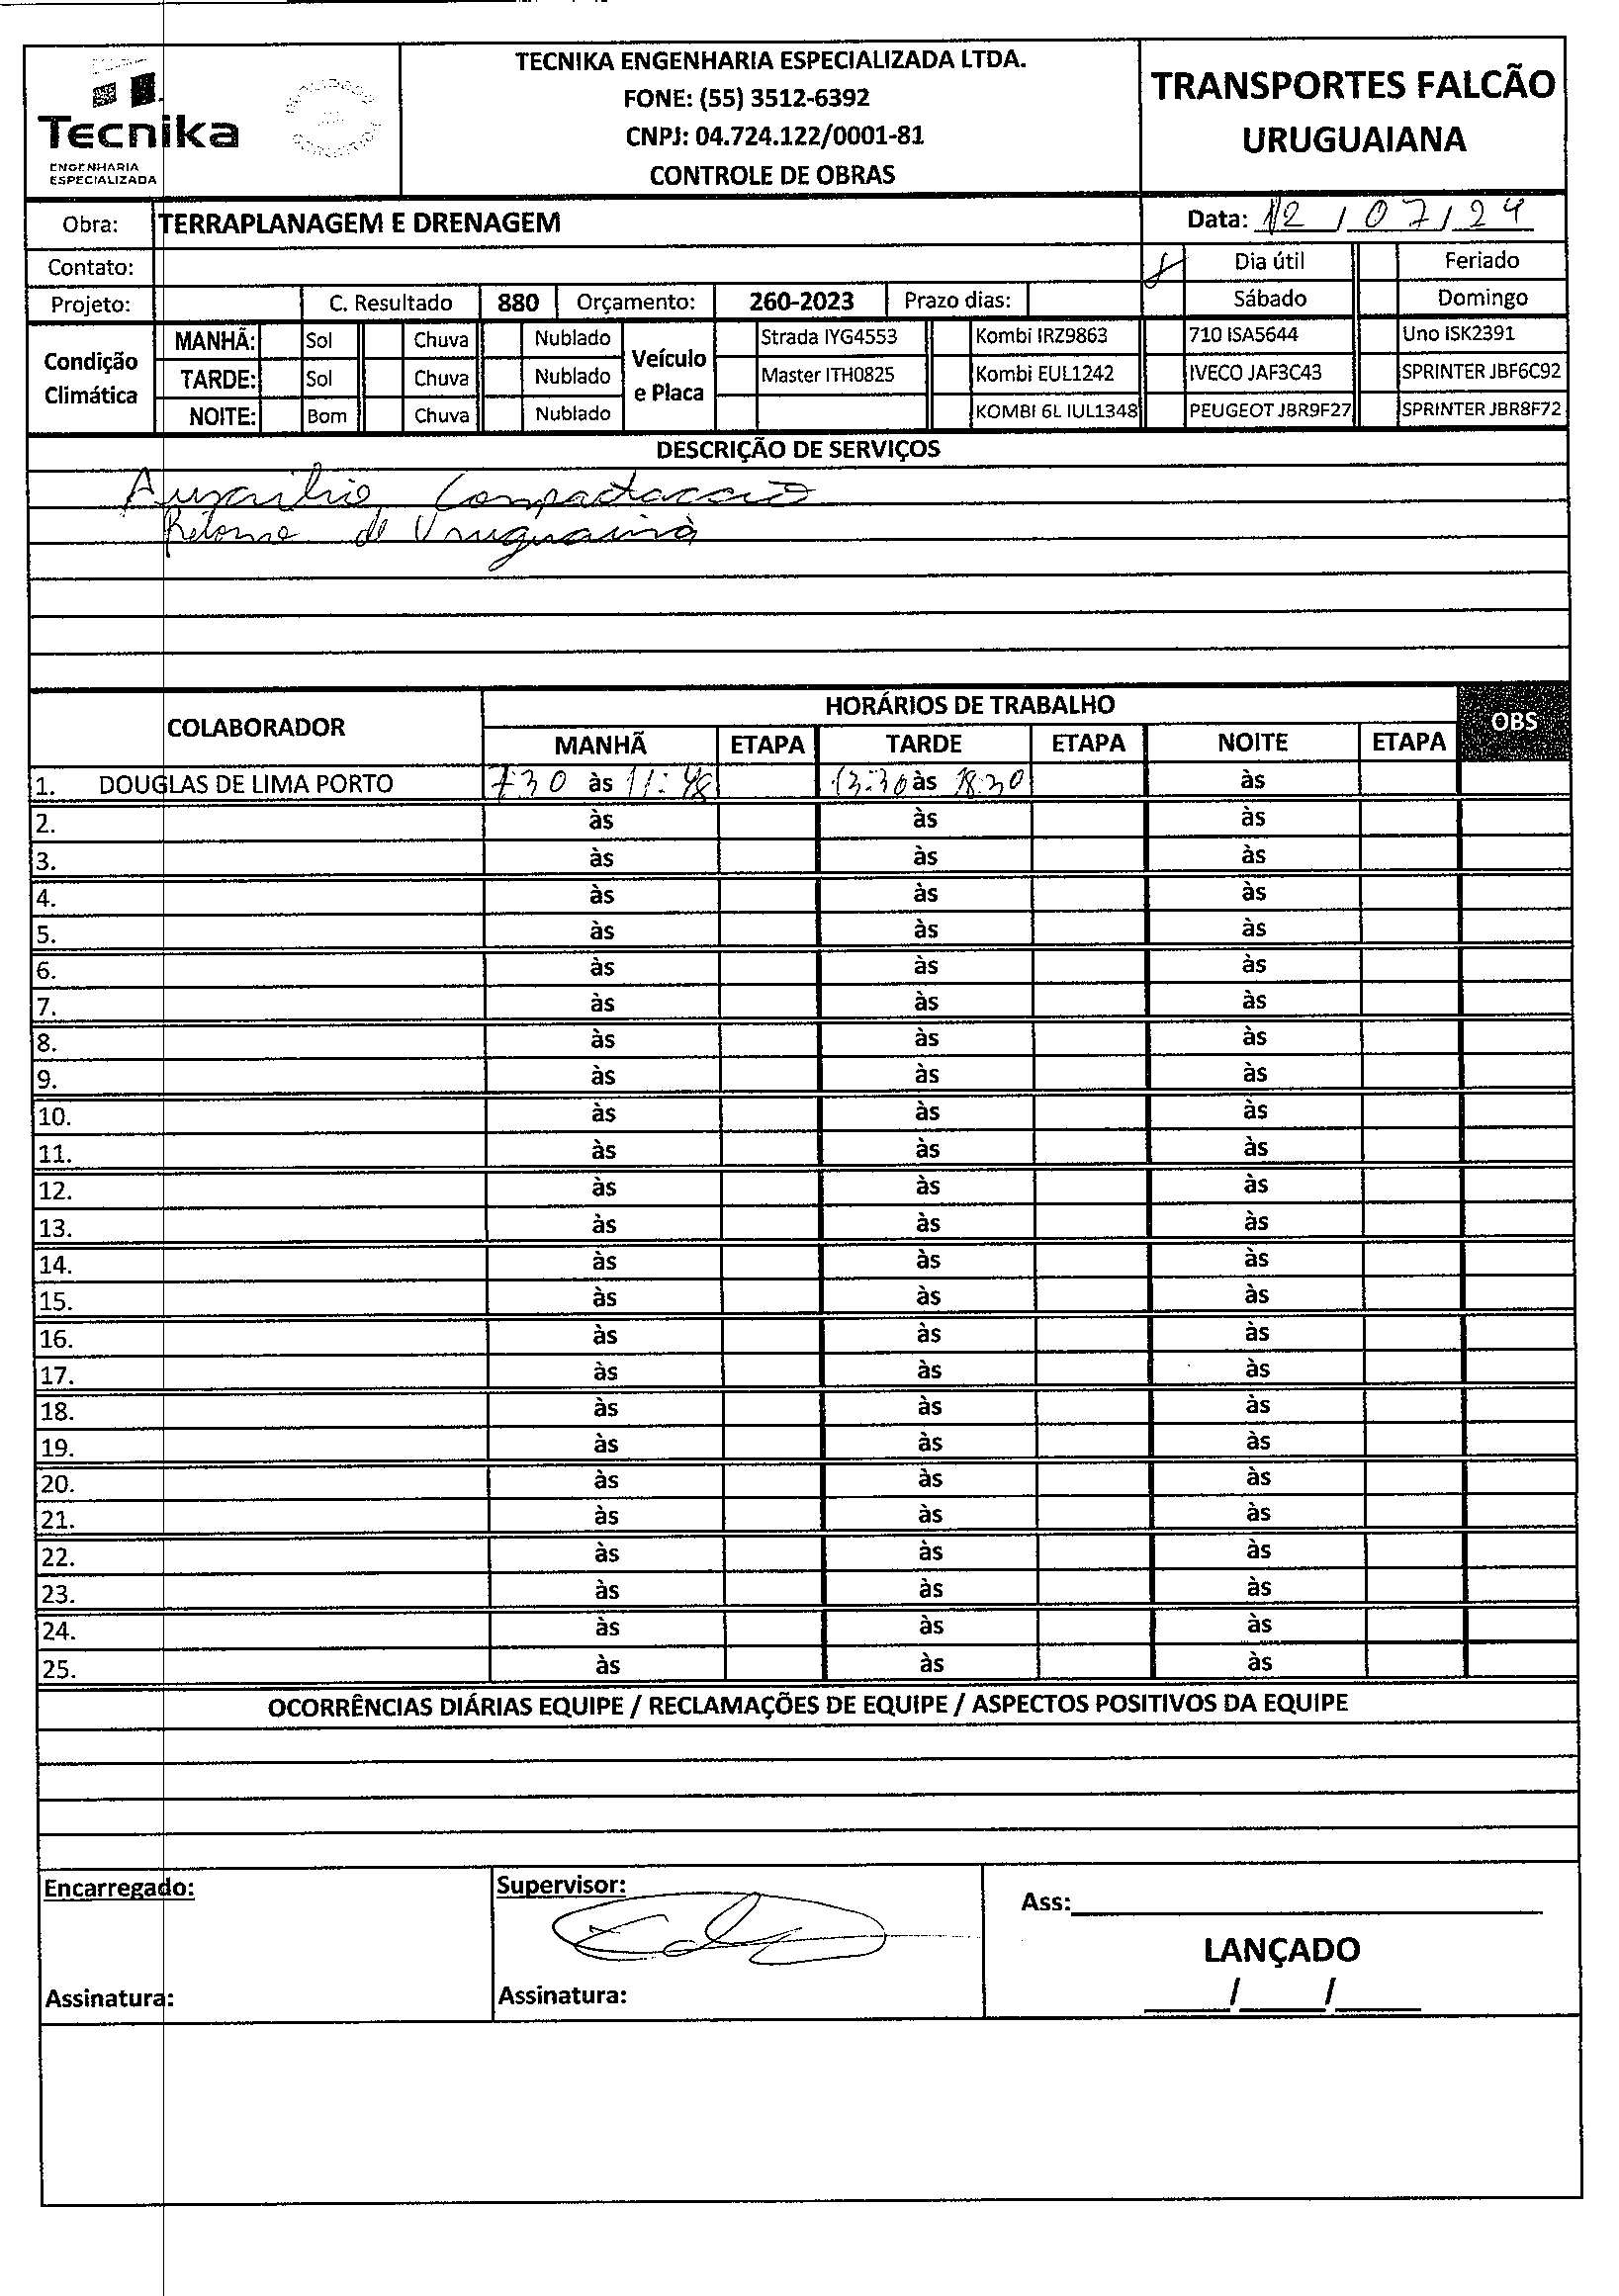 TECNIKA ENGENHARIA ESPECIALIZADA LTDA.
FONE: (55) 3512-6392
CNPJ: 04.724.122/0001-81
CONTROLE DE OBRAS
Tecnika
ENGENHARIA
ESPECIALIZADA
TRANSPORTES FALCÃO
URUGUAIANA
Obra: TERRAPLANAGEM E DRENAGEM Data: 12/07/24
Contato: Dia útil Feriado
Projeto: C. Resultado 880 Orçamento: 260-2023 Prazo dias: Sábado Domingo
Condição Climática
MANHÃ: Sol Chuva Nublado
TARDE: Sol Chuva Nublado
NOITE: Bom Chuva Nublado
Veículo e Placa
Strada IYG4553 Kombi IRZ9863 710 ISA5644 Uno ISK2391
Master ITH0825 Kombi EUL1242 IVECO JAF3C43 SPRINTER JBF6C92
KOMBI 6L IUL1348 PEUGEOT JBR9F27 SPRINTER JBR8F72
DESCRIÇÃO DE SERVIÇOS
Auxilio Compactaccio
Retorno de Uruguaina
COLABORADOR HORÁRIOS DE TRABALHO OBS
MANHÃ ETAPA TARDE ETAPA NOITE ETAPA
1. DOUGLAS DE LIMA PORTO 7:30 às 11:48 13:30 às 18:30 às
2. às às às
3. às às às
4. às às às
5. às às às
6. às às às
7. às às às
8. às às às
9. às às às
10. às às às
11. às às às
12. às às às
13. às às às
14. às às às
15. às às às
16. às às às
17. às às às
18. às às às
19. às às às
20. às às às
21. às às às
22. às às às
23. às às às
24. às às às
25. às às às
OCORRÊNCIAS DIÁRIAS EQUIPE / RECLAMAÇÕES DE EQUIPE / ASPECTOS POSITIVOS DA EQUIPE
Encarregado: Supervisor: Ass:
LANÇADO
Assinatura: Assinatura: / /